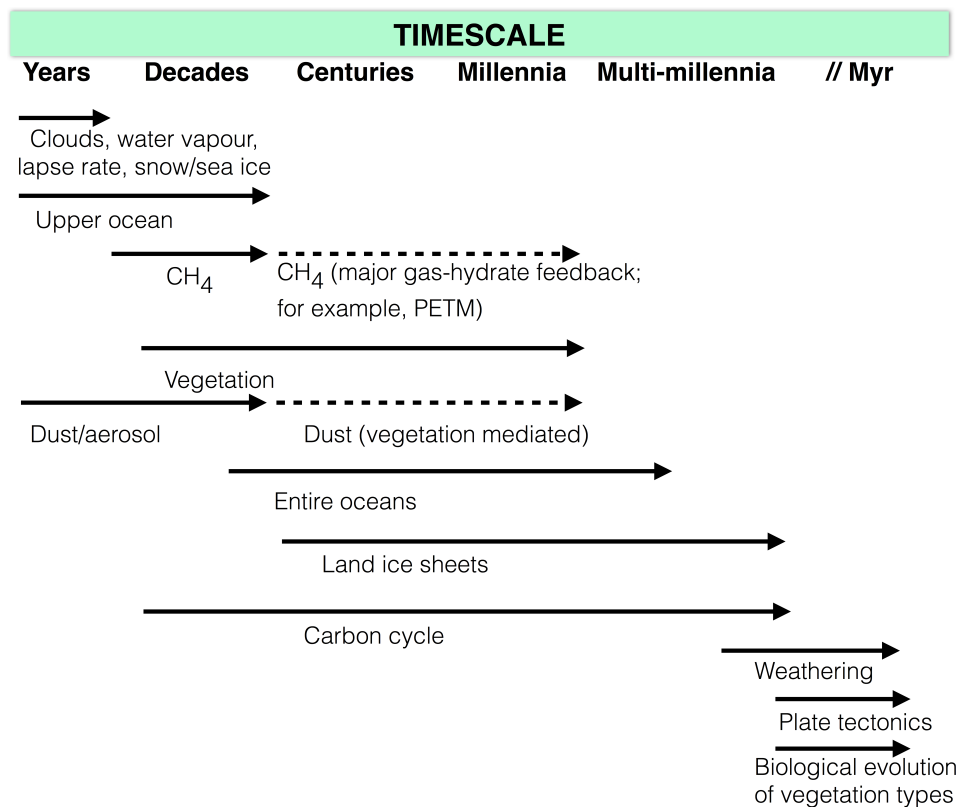 TIMESCALE
Years Decades Centuries Millennia Multi-millennia // Myr
Clouds, water vapour,
lapse rate, snow/sea ice
Upper ocean
CH4
CH4 (major gas-hydrate feedback;
for example, PETM)
Vegetation
Dust/aerosol
Dust (vegetation mediated)
Entire oceans
Land ice sheets
Carbon cycle
Weathering
Plate tectonics
Biological evolution
of vegetation types